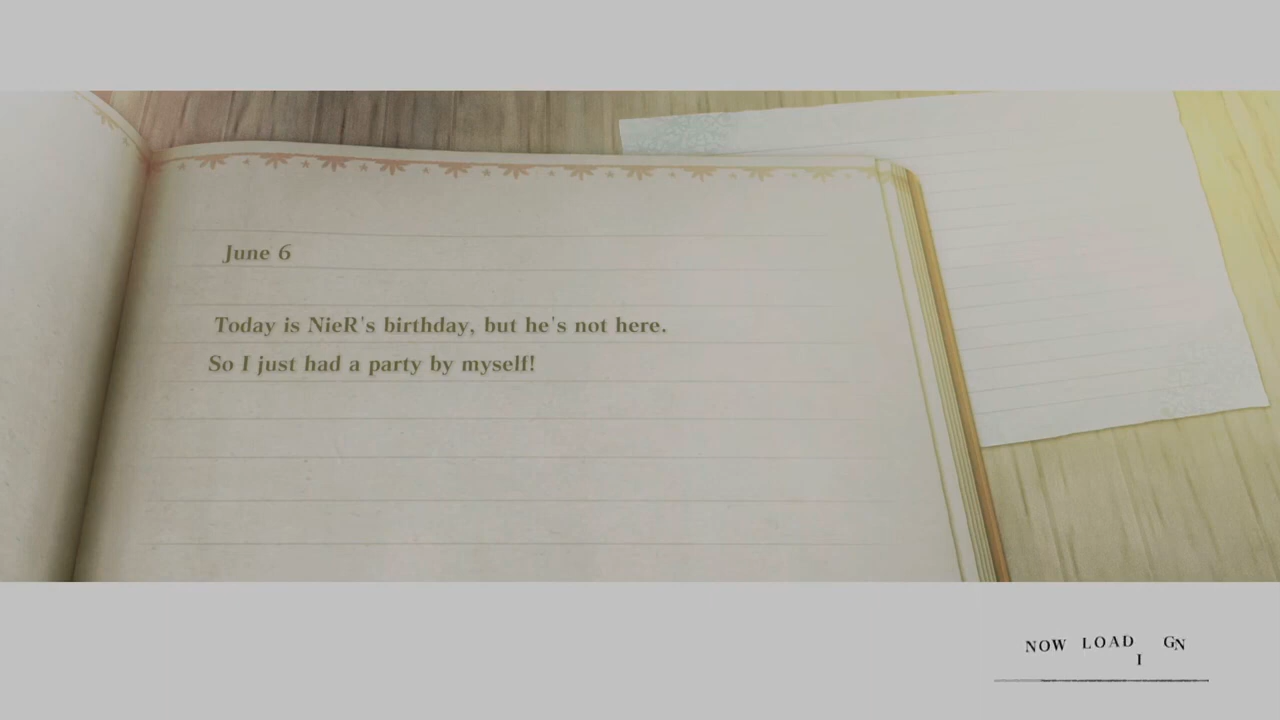 June 6
Today is NieR's birthday, but he's not here.
So I just had a party by myself!
NOW LOAD I GN